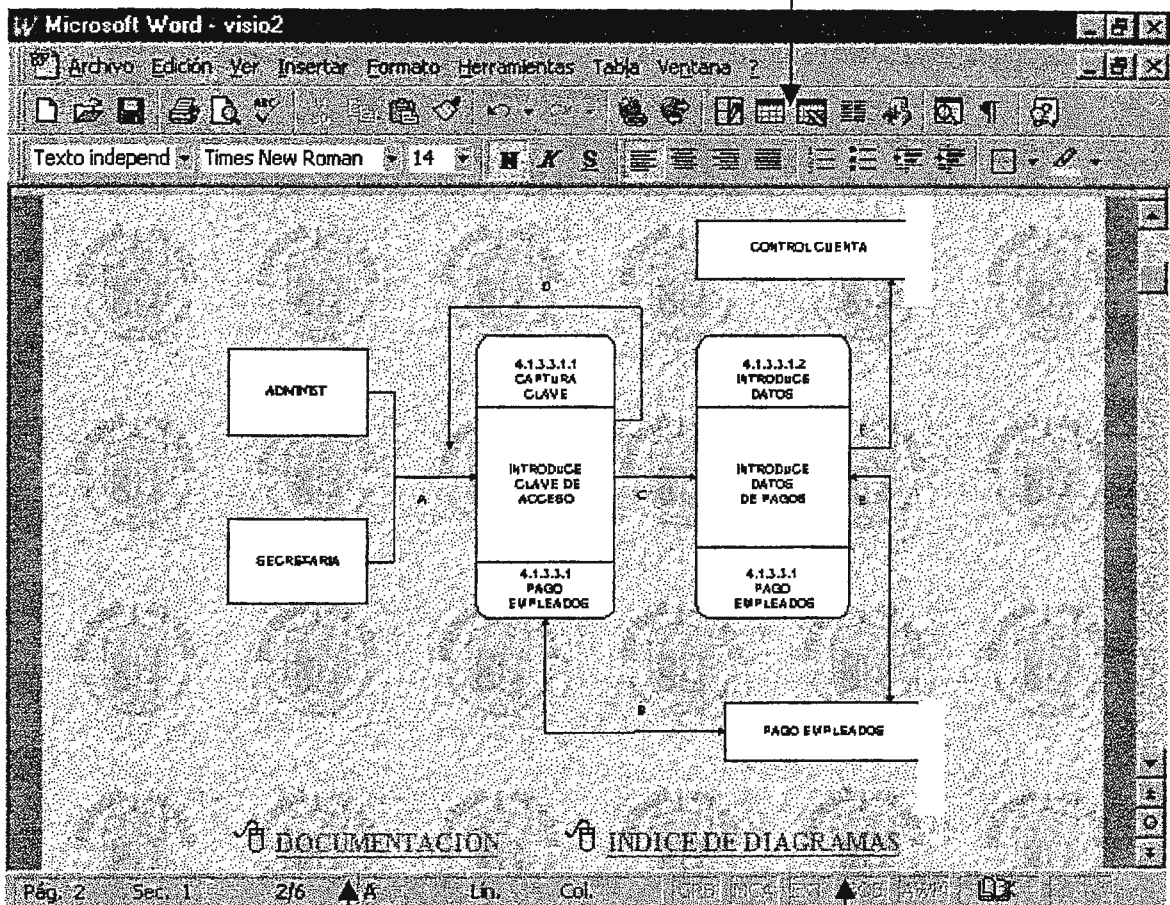 Microsoft Word - visio2
Archivo Edición Ver Insertar Formato Herramientas Tabla Ventana ?
Texto independ Times New Roman 14 N K S
CONTROL CUENTA
D
4.1.3.3.1.1
CAPTURA
CLAVE
4.1.3.3.1.2
INTRODUCE
DATOS
ADMINIST
F
INTRODUCE
CLAVE DE
ACCESO
INTRODUCE
DATOS
DE PAGOS
A
C
E
SECRETARIA
4.1.3.3.1
PAGO
EMPLEADOS
4.1.3.3.1
PAGO
EMPLEADOS
B
PAGO EMPLEADOS
DOCUMENTACION
INDICE DE DIAGRAMAS
Pág. 2 Sec. 1 2/6 A Lín. Col.